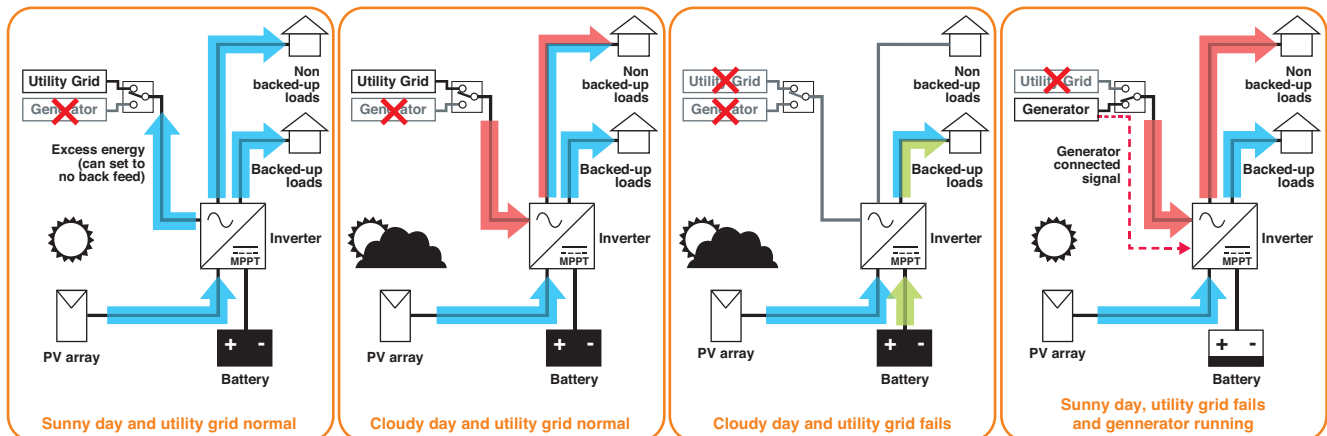 Utility Grid
Generator
Non
backed-up
loads
Excess energy
(can set to
no back feed)
Backed-up
loads
Inverter
MPPT
PV array
+ -
Battery
Sunny day and utility grid normal
Utility Grid
Generator
Non
backed-up
loads
Backed-up
loads
Inverter
MPPT
PV array
+ -
Battery
Cloudy day and utility grid normal
Utility Grid
Generator
Non
backed-up
loads
Backed-up
loads
Inverter
MPPT
PV array
+ -
Battery
Cloudy day and utility grid fails
Utility Grid
Generator
Non
backed-up
loads
Generator
connected
signal
Backed-up
loads
Inverter
MPPT
PV array
+ -
Battery
Sunny day, utility grid fails
and gennerator running